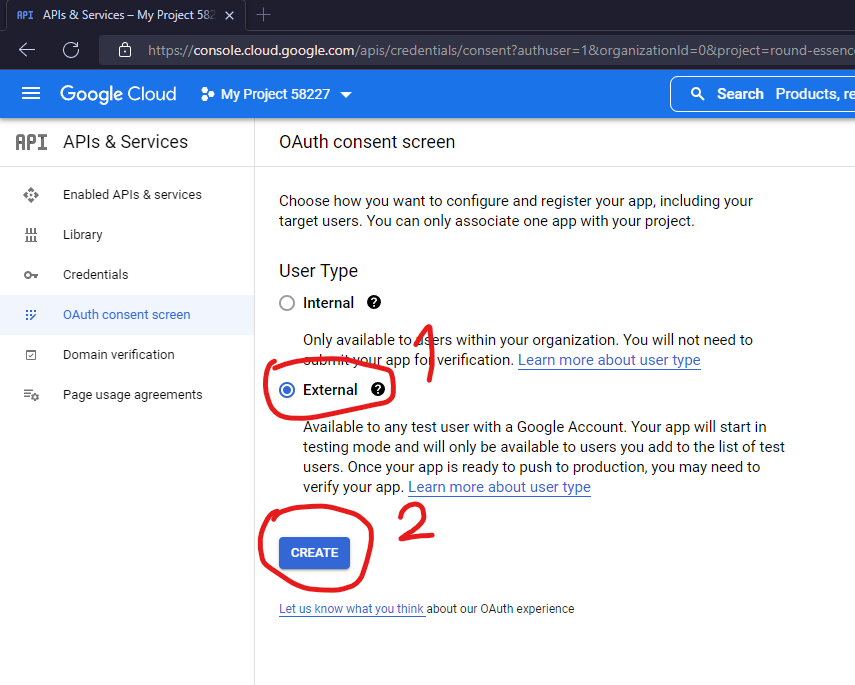 API APIs & Services – My Project 582
https://console.cloud.google.com/apis/credentials/consent?authuser=1&organizationId=0&project=round-essence
Google Cloud My Project 58227 Search Products, re
API APIs & Services
OAuth consent screen
Enabled APIs & services
Library
Credentials
OAuth consent screen
Domain verification
Page usage agreements
Choose how you want to configure and register your app, including your
target users. You can only associate one app with your project.
User Type
Internal ?
Only available to users within your organization. You will not need to
submit your app for verification. Learn more about user type
1
External ?
Available to any test user with a Google Account. Your app will start in
testing mode and will only be available to users you add to the list of test
users. Once your app is ready to push to production, you may need to
verify your app. Learn more about user type
2
CREATE
Let us know what you think about our OAuth experience